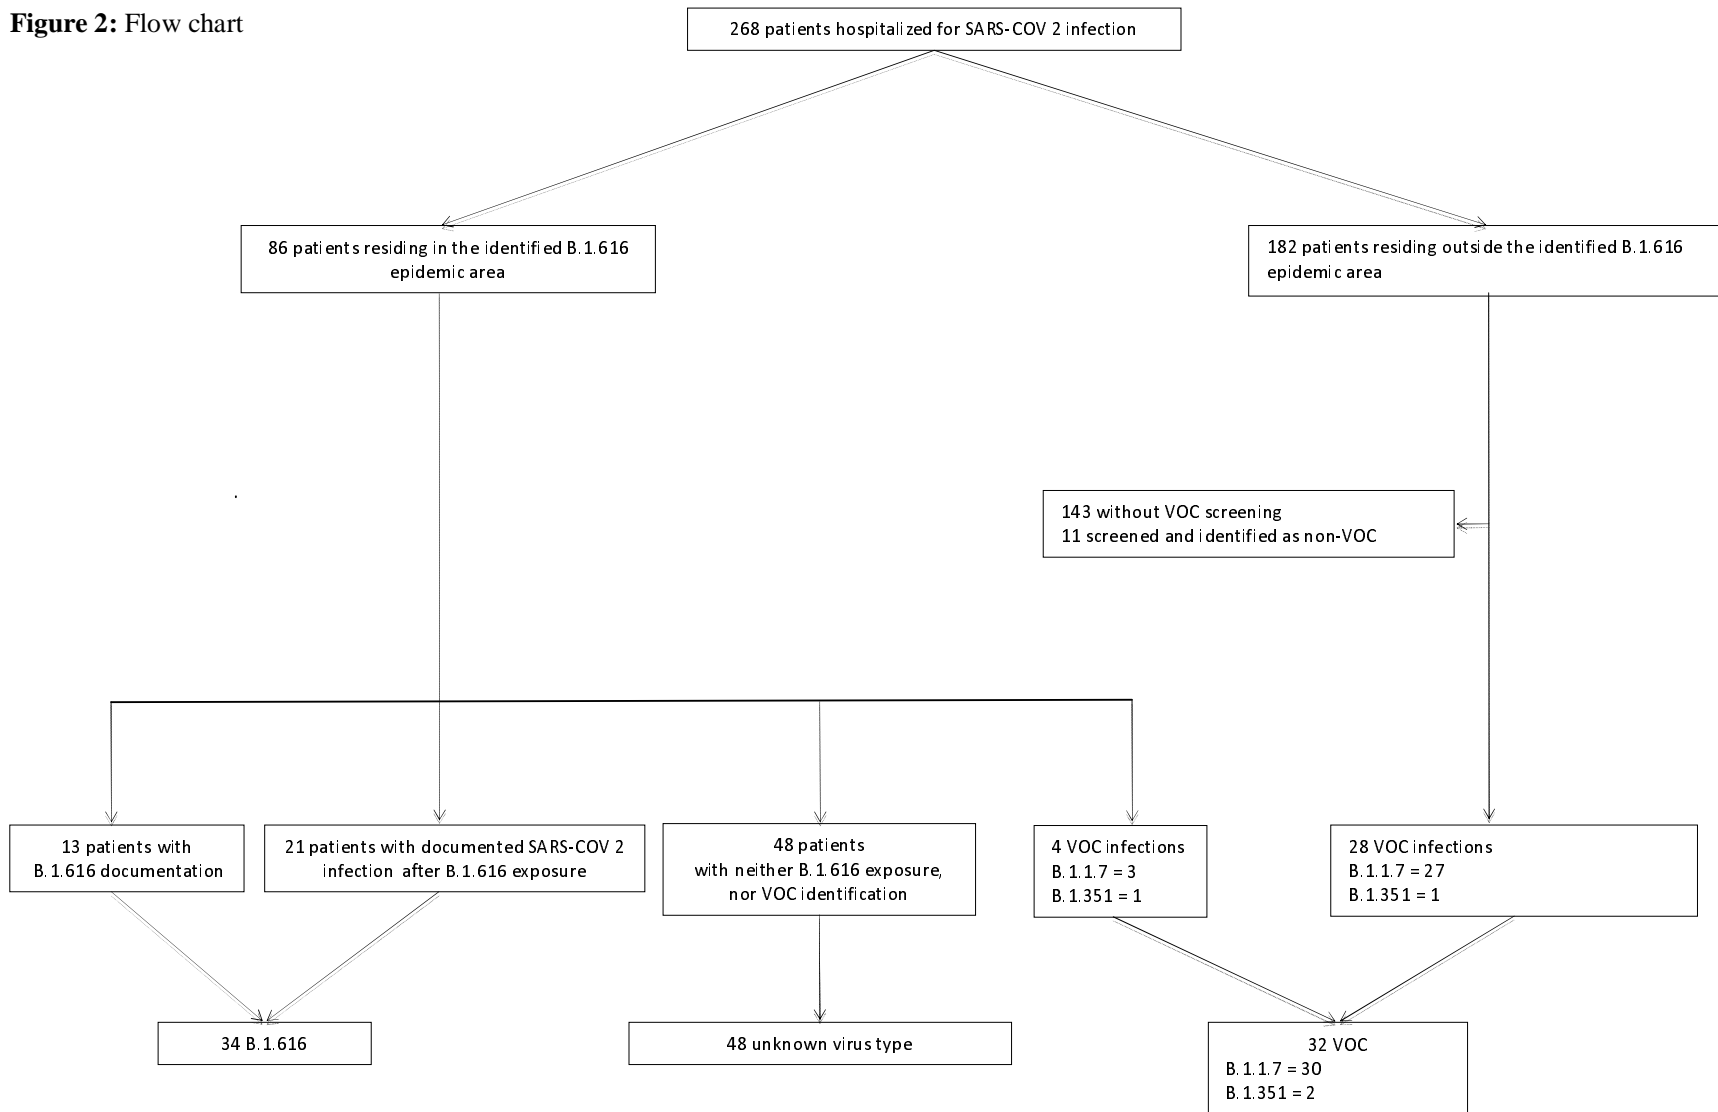 Figure 2: Flow chart
268 patients hospitalized for SARS-COV 2 infection
86 patients residing in the identified B.1.616
epidemic area
182 patients residing outside the identified B.1.616
epidemic area
143 without VOC screening
11 screened and identified as non-VOC
13 patients with
B.1.616 documentation
21 patients with documented SARS-COV 2
infection after B.1.616 exposure
48 patients
with neither B.1.616 exposure,
nor VOC identification
4 VOC infections
B.1.1.7 = 3
B.1.351 = 1
28 VOC infections
B.1.1.7 = 27
B.1.351 = 1
34 B.1.616
48 unknown virus type
32 VOC
B.1.1.7 = 30
B.1.351 = 2